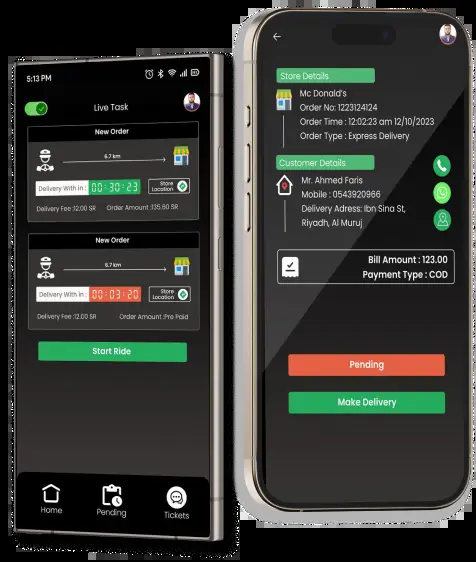 5:13 PM
Live Task
New Order
6.7 km
Delivery With in : 00:30:23
Store Location
Delivery Fee :12.00 SR
Order Amount :135.60 SR
New Order
6.7 km
Delivery With in : 00:03:20
Store Location
Delivery Fee :12.00 SR
Order Amount :Pre Paid
Start Ride
Home
Pending
Tickets
Store Details
Mc Donald's
Order No: 1223124124
Order Time : 12:02:23 am 12/10/2023
Order Type : Express Delivery
Customer Details
Mr. Ahmed Faris
Mobile : 0543920966
Delivery Adress: Ibn Sina St,
Riyadh, Al Muruj
Bill Amount : 123.00
Payment Type : COD
Pending
Make Delivery